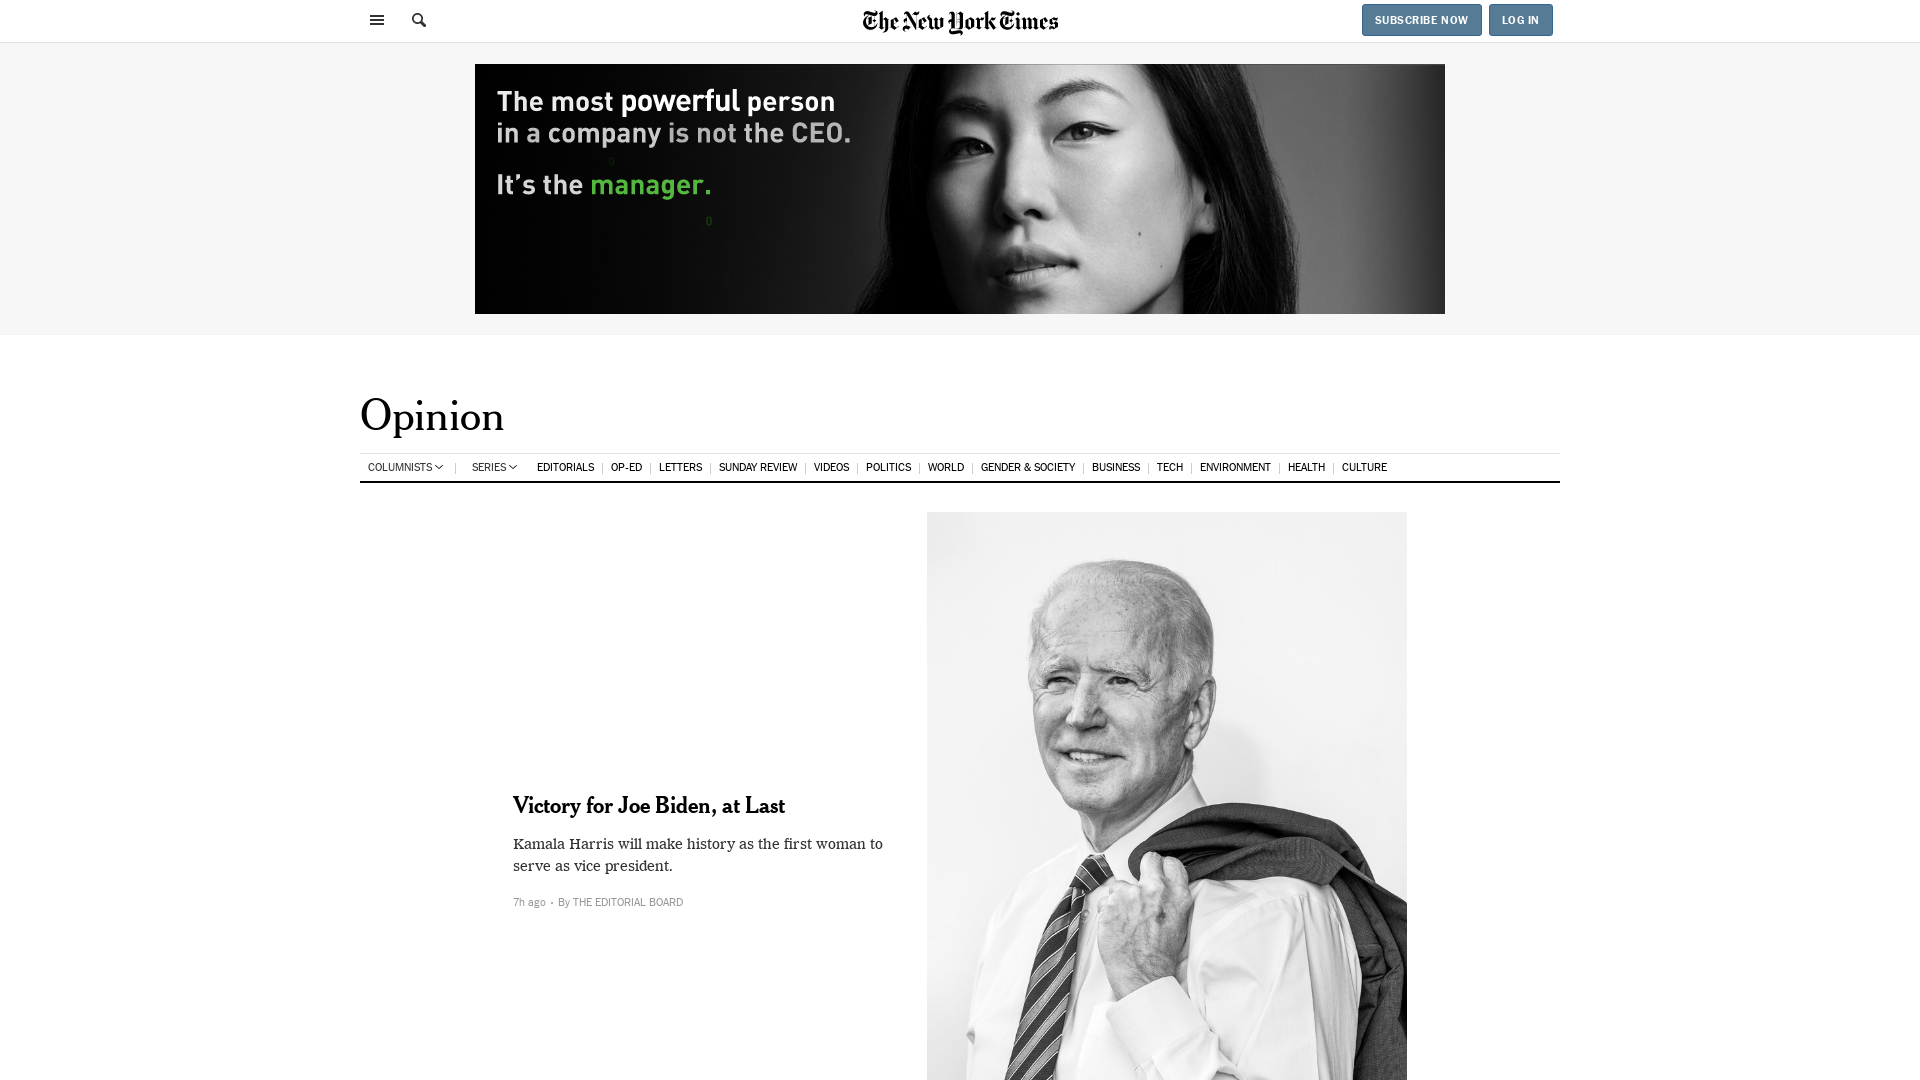 The New York Times
SUBSCRIBE NOW
LOG IN
The most powerful person
in a company is not the CEO.
It's the manager.
Opinion
COLUMNISTS
SERIES
EDITORIALS
OP-ED
LETTERS
SUNDAY REVIEW
VIDEOS
POLITICS
WORLD
GENDER & SOCIETY
BUSINESS
TECH
ENVIRONMENT
HEALTH
CULTURE
Victory for Joe Biden, at Last
Kamala Harris will make history as the first woman to
serve as vice president.
7h ago • By THE EDITORIAL BOARD